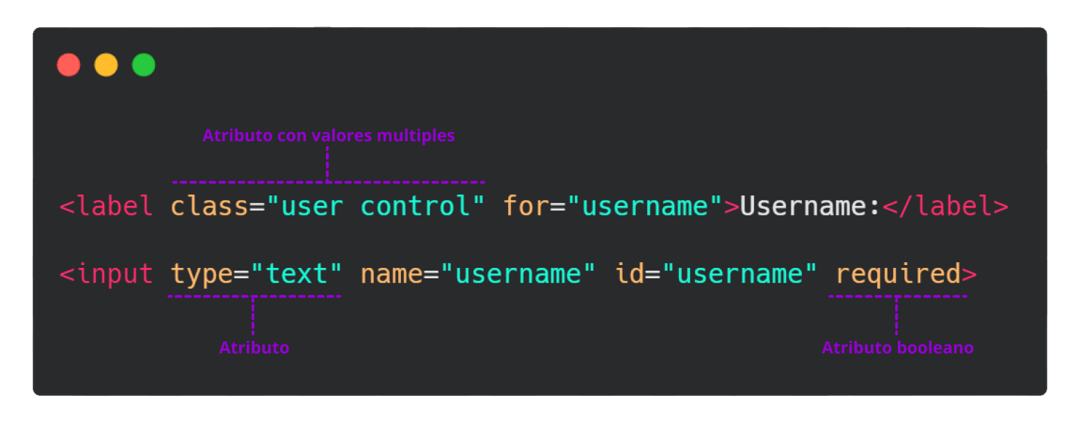 Atributo con valores multiples
<label class="user control" for="username">Username:</label>
<input type="text" name="username" id="username" required>
Atributo
Atributo booleano